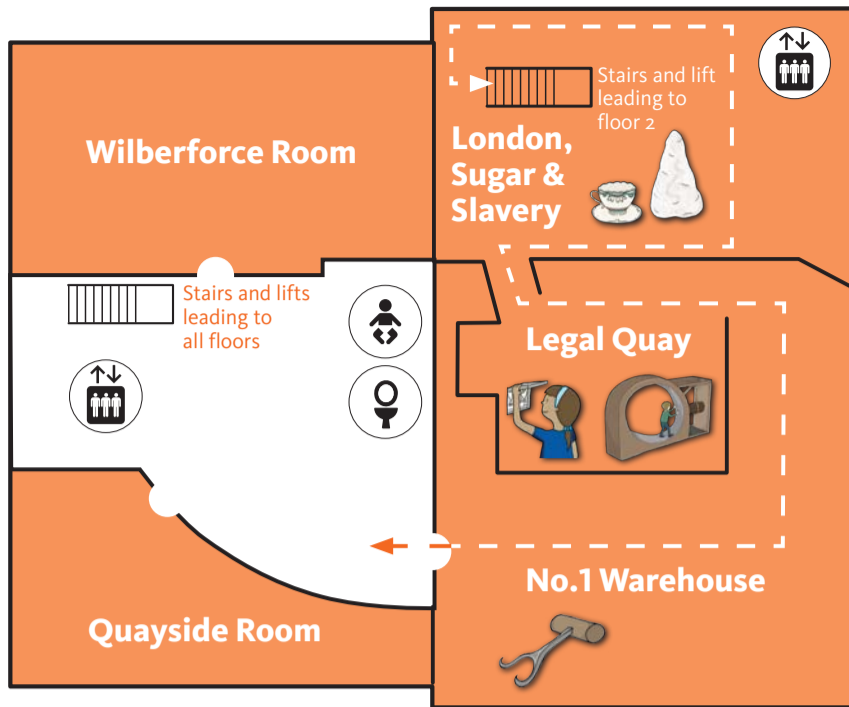 Wilberforce Room
Stairs and lifts
leading to
all floors
Quayside Room
Stairs and lift
leading to
floor 2
London,
Sugar &
Slavery
Legal Quay
No.1 Warehouse